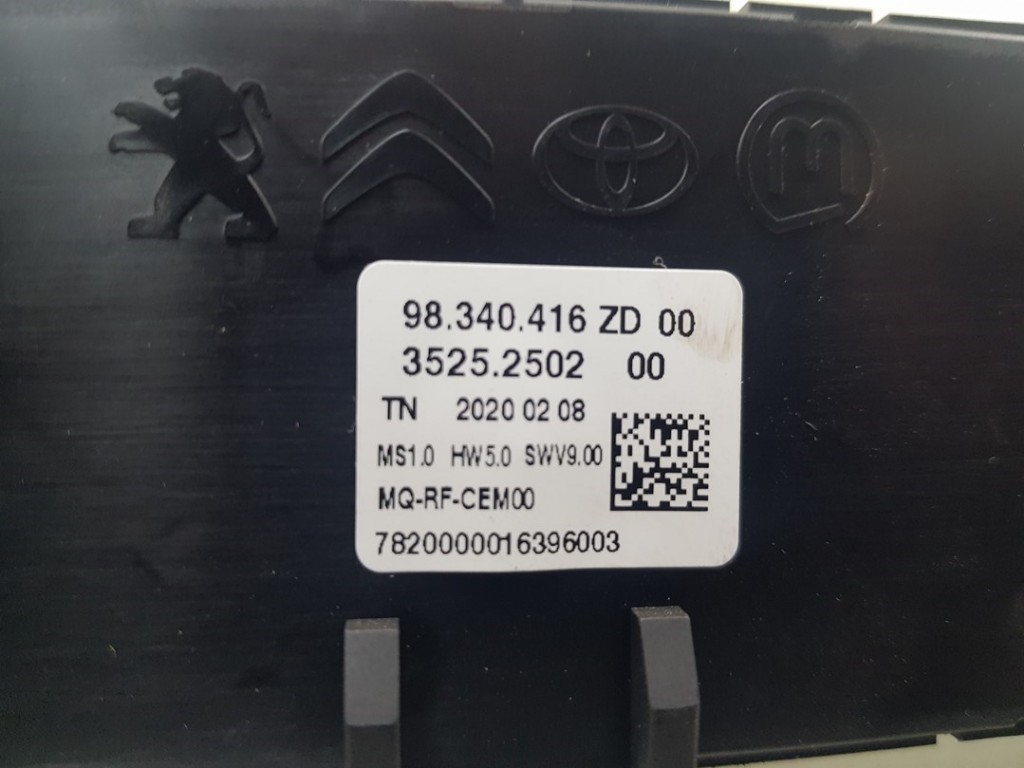 98.340.416 ZD 00
3525.2502 00
TN 2020 02 08
MS1.0 HW5.0 SWV9.00
MQ-RF-CEM00
7820000016396003